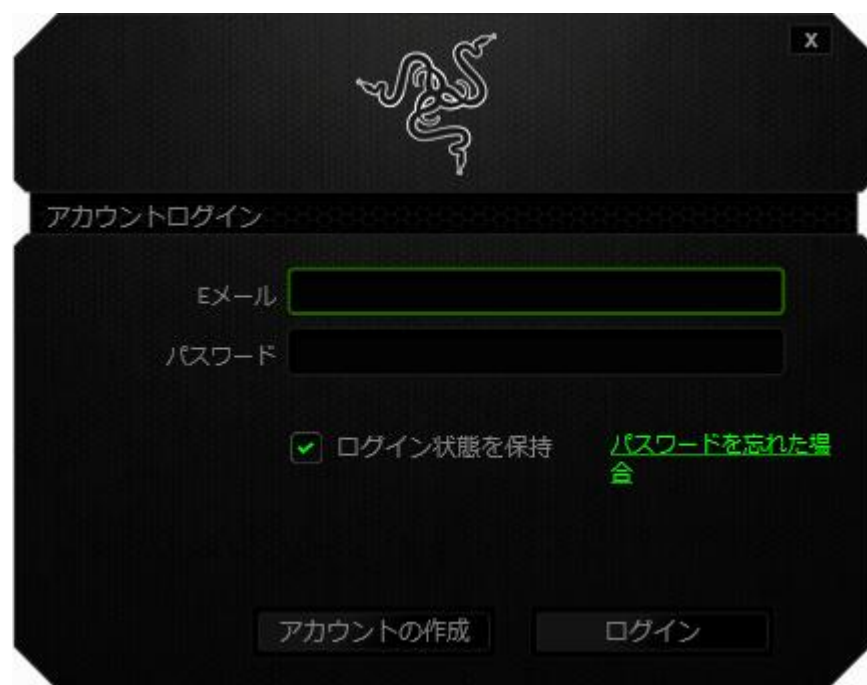 X
アカウントログイン
Eメール
パスワード
ログイン状態を保持
パスワードを忘れた場
合
アカウントの作成
ログイン